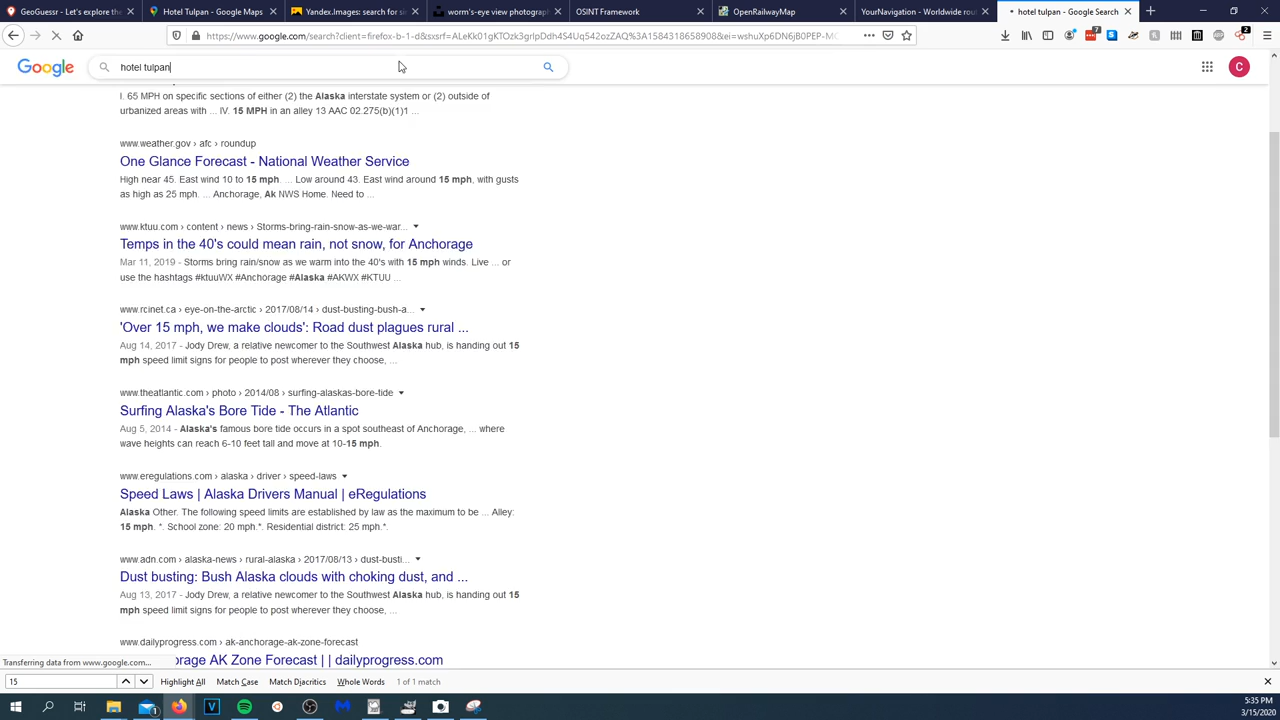 GeoGuessr - Let's explore the
Hotel Tulpan - Google Maps
Yandex.Images: search for si
worm's-eye view photograph
OSINT Framework
OpenRailwayMap
YourNavigation - Worldwide rou
hotel tulpan - Google Search
https://www.google.com/search?client=firefox-b-1-d&sxsrf=ALeKk01gKTOzk3grlpDdh4S4Uq542ozZAQ%3A1584318658908&ei=wshuXp6DN6jB0PEP-MC
Google
hotel tulpan
C
I. 65 MPH on specific sections of either (2) the Alaska interstate system or (2) outside of
urbanized areas with ... IV. 15 MPH in an alley 13 AAC 02.275(b)(1)1 ...
www.weather.gov › afc › roundup
One Glance Forecast - National Weather Service
High near 45. East wind 10 to 15 mph. ... Low around 43. East wind around 15 mph, with gusts
as high as 25 mph. ... Anchorage, Ak NWS Home. Need to ...
www.ktuu.com › content › news › Storms-bring-rain-snow-as-we-war...
Temps in the 40's could mean rain, not snow, for Anchorage
Mar 11, 2019 - Storms bring rain/snow as we warm into the 40's with 15 mph winds. Live ... or
use the hashtags #ktuuWX #Anchorage #Alaska #AKWX #KTUU ...
www.rcinet.ca › eye-on-the-arctic › 2017/08/14 › dust-busting-bush-a...
'Over 15 mph, we make clouds': Road dust plagues rural ...
Aug 14, 2017 - Jody Drew, a relative newcomer to the Southwest Alaska hub, is handing out 15
mph speed limit signs for people to post wherever they choose, ...
www.theatlantic.com › photo › 2014/08 › surfing-alaskas-bore-tide
Surfing Alaska's Bore Tide - The Atlantic
Aug 5, 2014 - Alaska's famous bore tide occurs in a spot southeast of Anchorage, ... where
wave heights can reach 6-10 feet tall and move at 10-15 mph.
www.eregulations.com › alaska › driver › speed-laws
Speed Laws | Alaska Drivers Manual | eRegulations
Alaska Other. The following speed limits are established by law as the maximum to be ... Alley:
15 mph. *. School zone: 20 mph.*. Residential district: 25 mph.*.
www.adn.com › alaska-news › rural-alaska › 2017/08/13 › dust-busti...
Dust busting: Bush Alaska clouds with choking dust, and ...
Aug 13, 2017 - Jody Drew, a relative newcomer to the Southwest Alaska hub, is handing out 15
mph speed limit signs for people to post wherever they choose, ...
www.dailyprogress.com › ak-anchorage-ak-zone-forecast
orage AK Zone Forecast | | dailyprogress.com
Transferring data from www.google.com...
15
Highlight All
Match Case
Match Diacritics
Whole Words
1 of 1 match
5:35 PM
3/15/2020